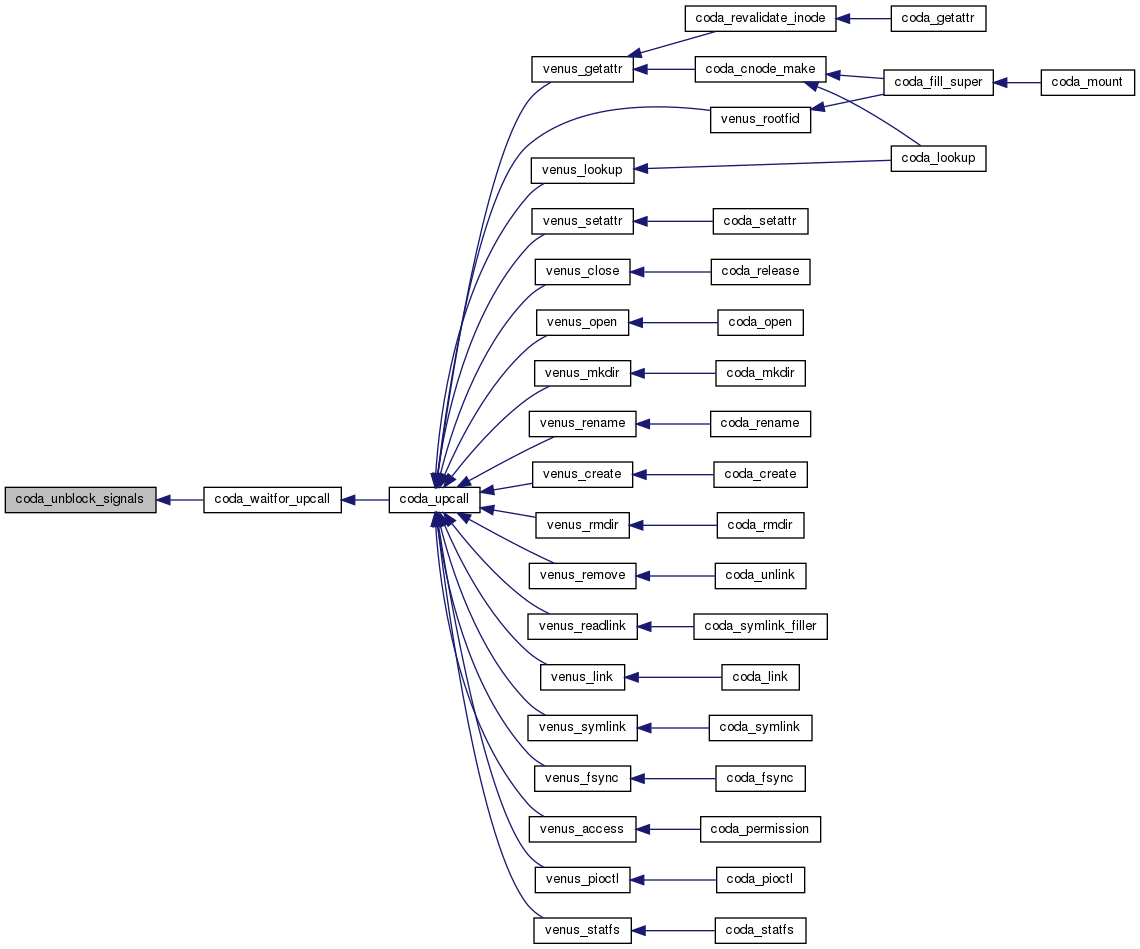 coda_revalidate_inode
coda_getattr
venus_getattr
coda_cnode_make
coda_fill_super
coda_mount
venus_rootfid
coda_lookup
venus_lookup
venus_setattr
coda_setattr
venus_close
coda_release
venus_open
coda_open
venus_mkdir
coda_mkdir
venus_rename
coda_rename
venus_create
coda_create
coda_unblock_signals
coda_waitfor_upcall
coda_upcall
venus_rmdir
coda_rmdir
venus_remove
coda_unlink
venus_readlink
coda_symlink_filler
venus_link
coda_link
venus_symlink
coda_symlink
venus_fsync
coda_fsync
venus_access
coda_permission
venus_pioctl
coda_pioctl
venus_statfs
coda_statfs